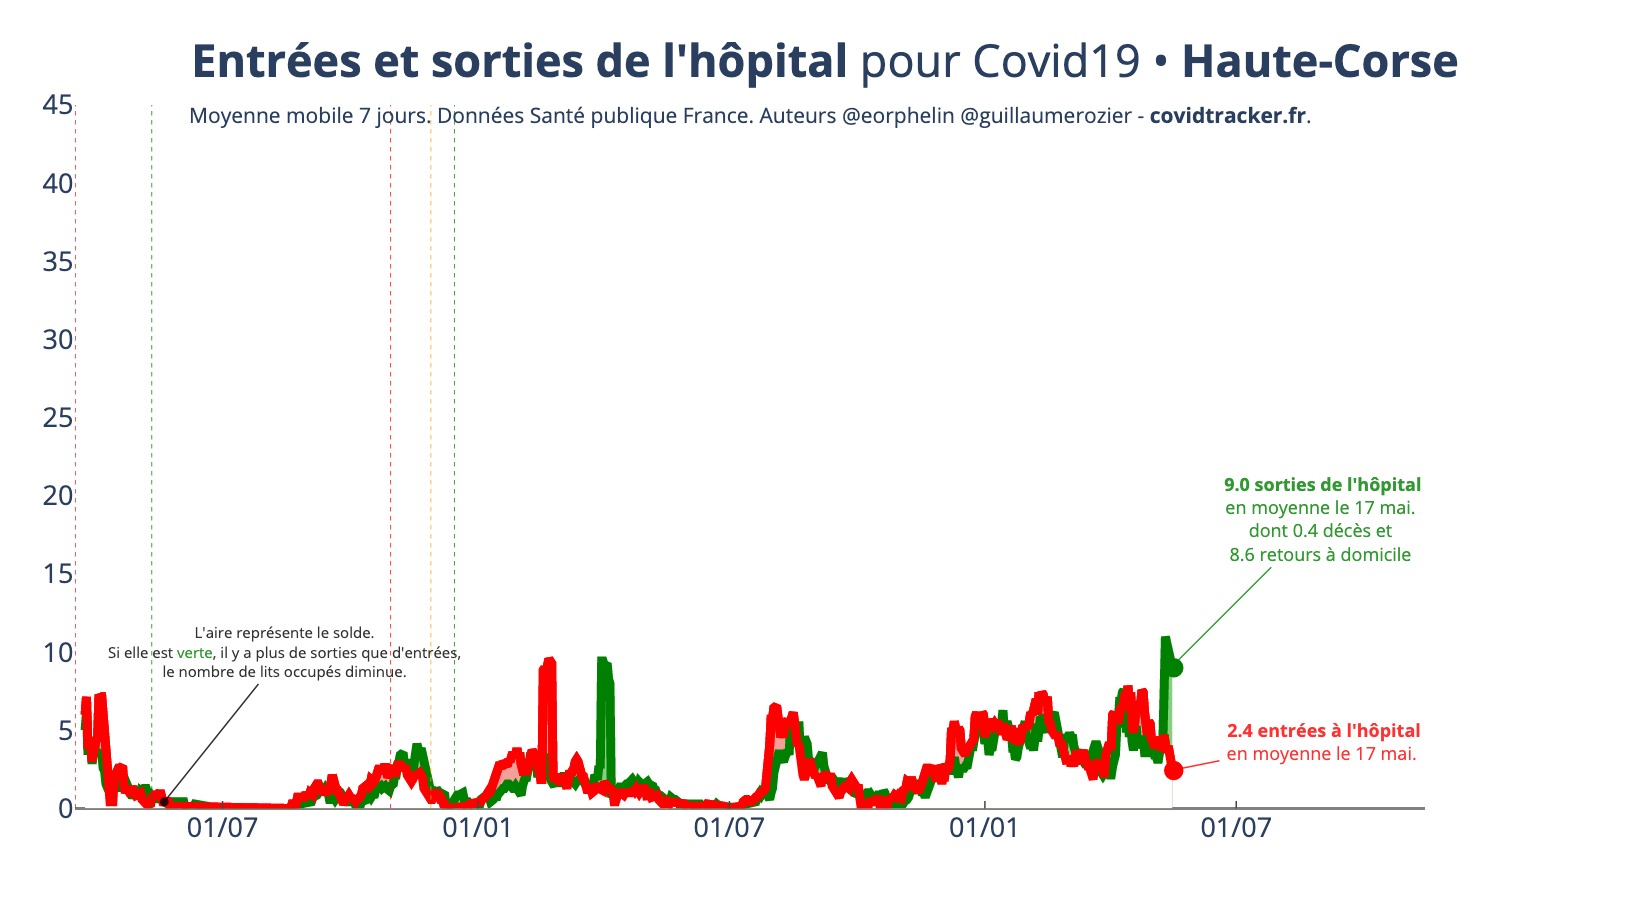 Entrées et sorties de l'hôpital pour Covid19 • Haute-Corse
Moyenne mobile 7 jours. Données Santé publique France. Auteurs @eorphelin @guillaumerozier - covidtracker.fr.
45
40
35
30
25
20
15
10
5
0
9.0 sorties de l'hôpital
en moyenne le 17 mai.
dont 0.4 décès et
8.6 retours à domicile
L'aire représente le solde.
Si elle est verte, il y a plus de sorties que d'entrées,
le nombre de lits occupés diminue.
2.4 entrées à l'hôpital
en moyenne le 17 mai.
01/07 01/01 01/07 01/01 01/07